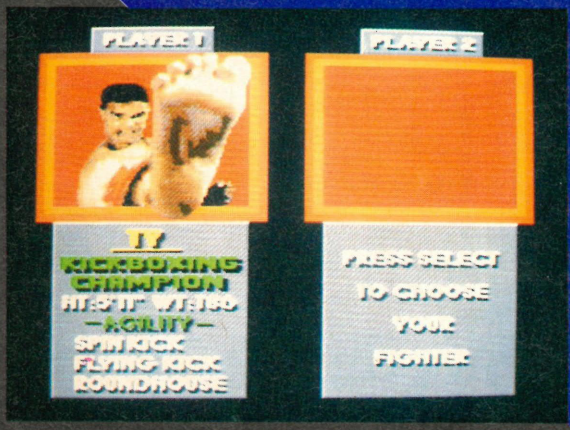 PLAYER 1
TY
KICKBOXING
CHAMPION
HT:5'11" WT:180
—AGILITY—
SPIN KICK
FLYING KICK
ROUNDHOUSE
PLAYER 2
PRESS SELECT
TO CHOOSE
YOUR
FIGHTER